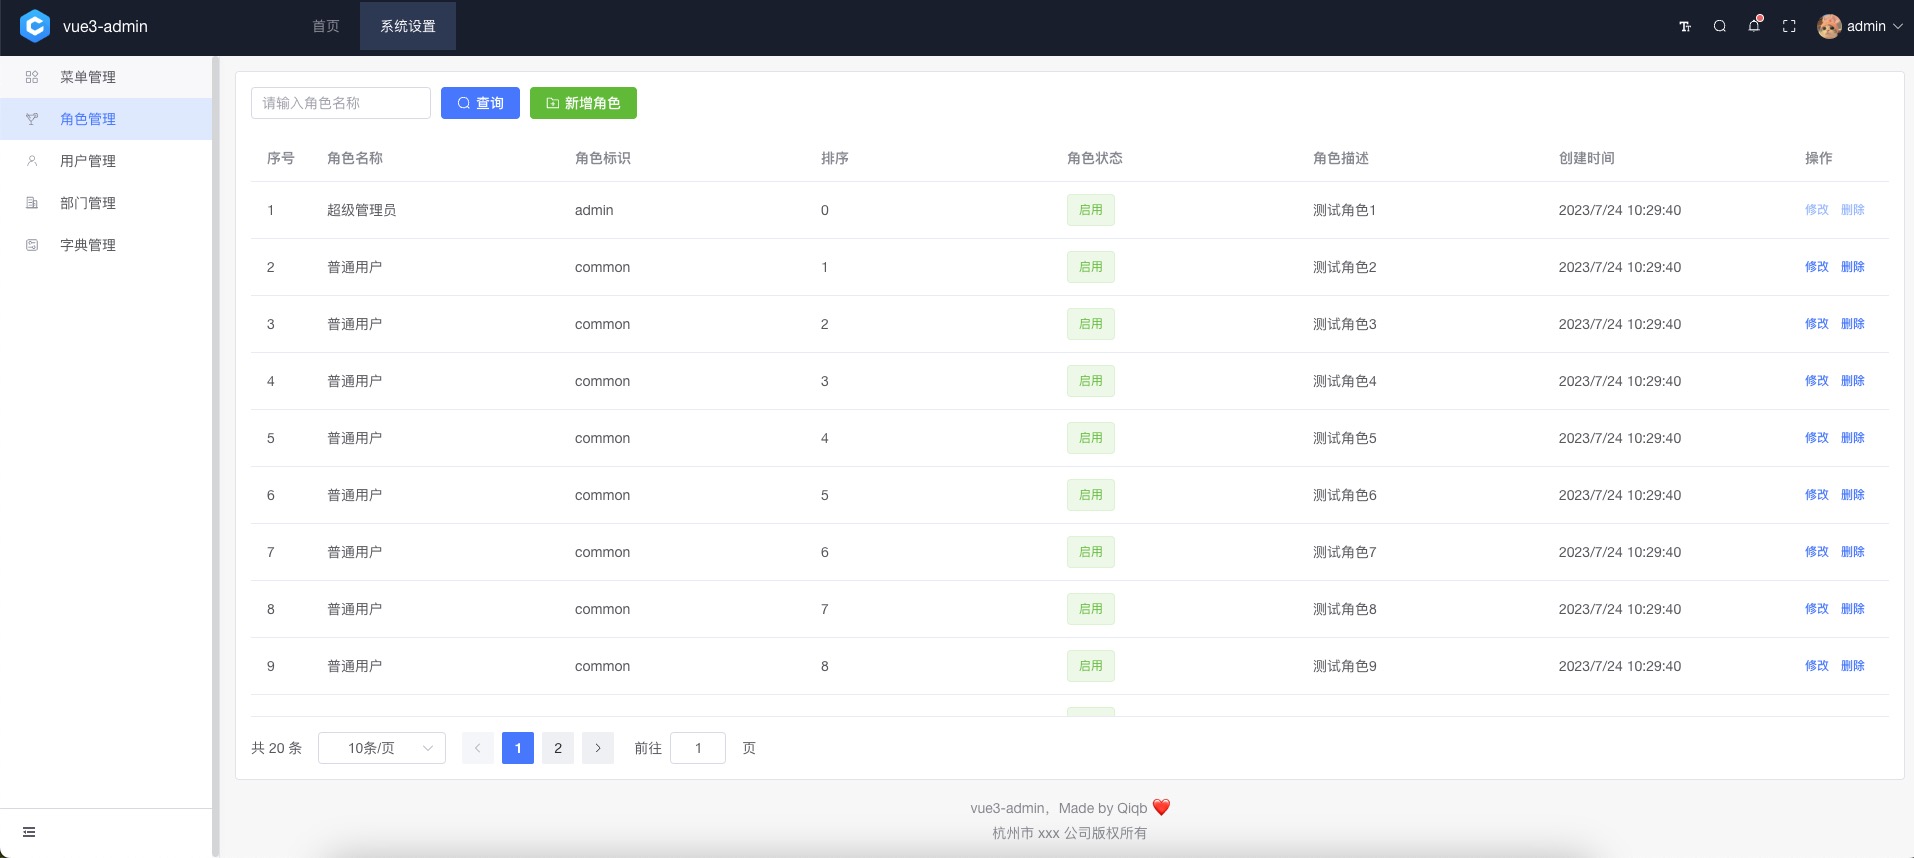 vue3-admin 首页 系统设置 admin
菜单管理
角色管理
用户管理
部门管理
字典管理
请输入角色名称 查询 新增角色
序号 角色名称 角色标识 排序 角色状态 角色描述 创建时间 操作
1 超级管理员 admin 0 启用 测试角色1 2023/7/24 10:29:40 修改 删除
2 普通用户 common 1 启用 测试角色2 2023/7/24 10:29:40 修改 删除
3 普通用户 common 2 启用 测试角色3 2023/7/24 10:29:40 修改 删除
4 普通用户 common 3 启用 测试角色4 2023/7/24 10:29:40 修改 删除
5 普通用户 common 4 启用 测试角色5 2023/7/24 10:29:40 修改 删除
6 普通用户 common 5 启用 测试角色6 2023/7/24 10:29:40 修改 删除
7 普通用户 common 6 启用 测试角色7 2023/7/24 10:29:40 修改 删除
8 普通用户 common 7 启用 测试角色8 2023/7/24 10:29:40 修改 删除
9 普通用户 common 8 启用 测试角色9 2023/7/24 10:29:40 修改 删除
共 20 条 10条/页 1 2 前往 1 页
vue3-admin，Made by Qiqb ❤️
杭州市 xxx 公司版权所有